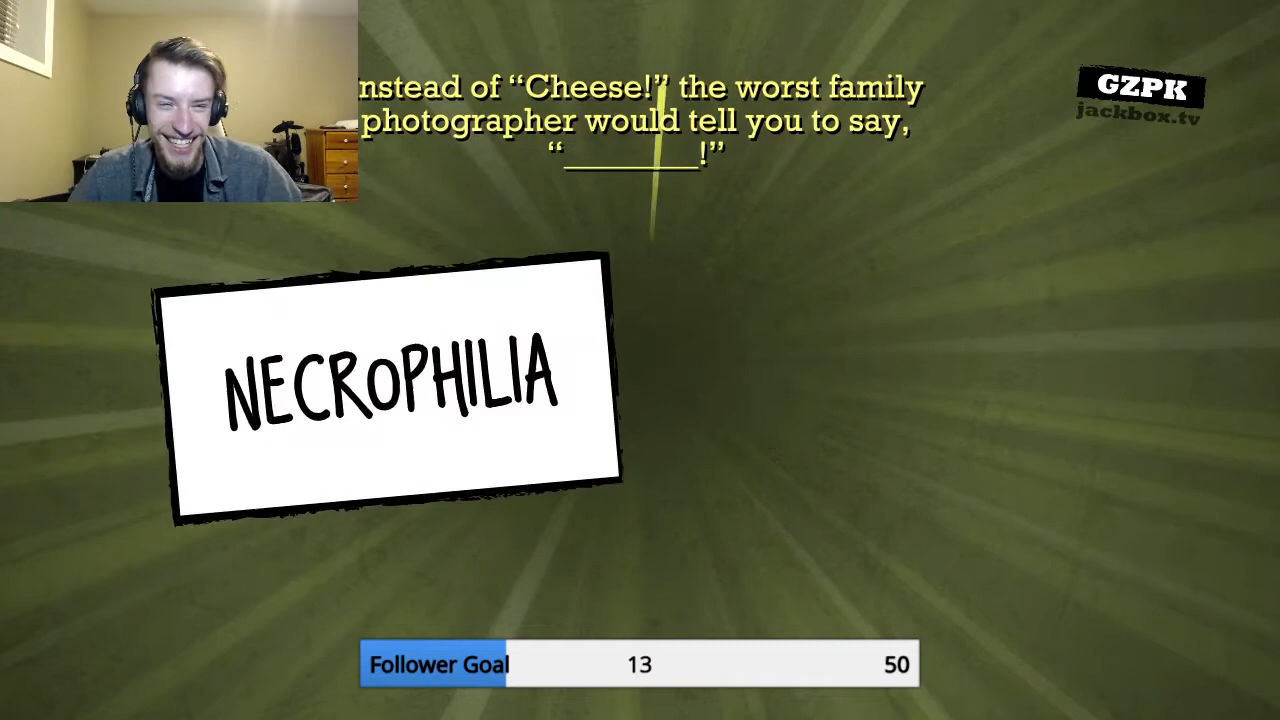 nstead of “Cheese!” the worst family
photographer would tell you to say,
“________!”
GZPK
jackbox.tv
NECROPHILIA
Follower Goal 13 50